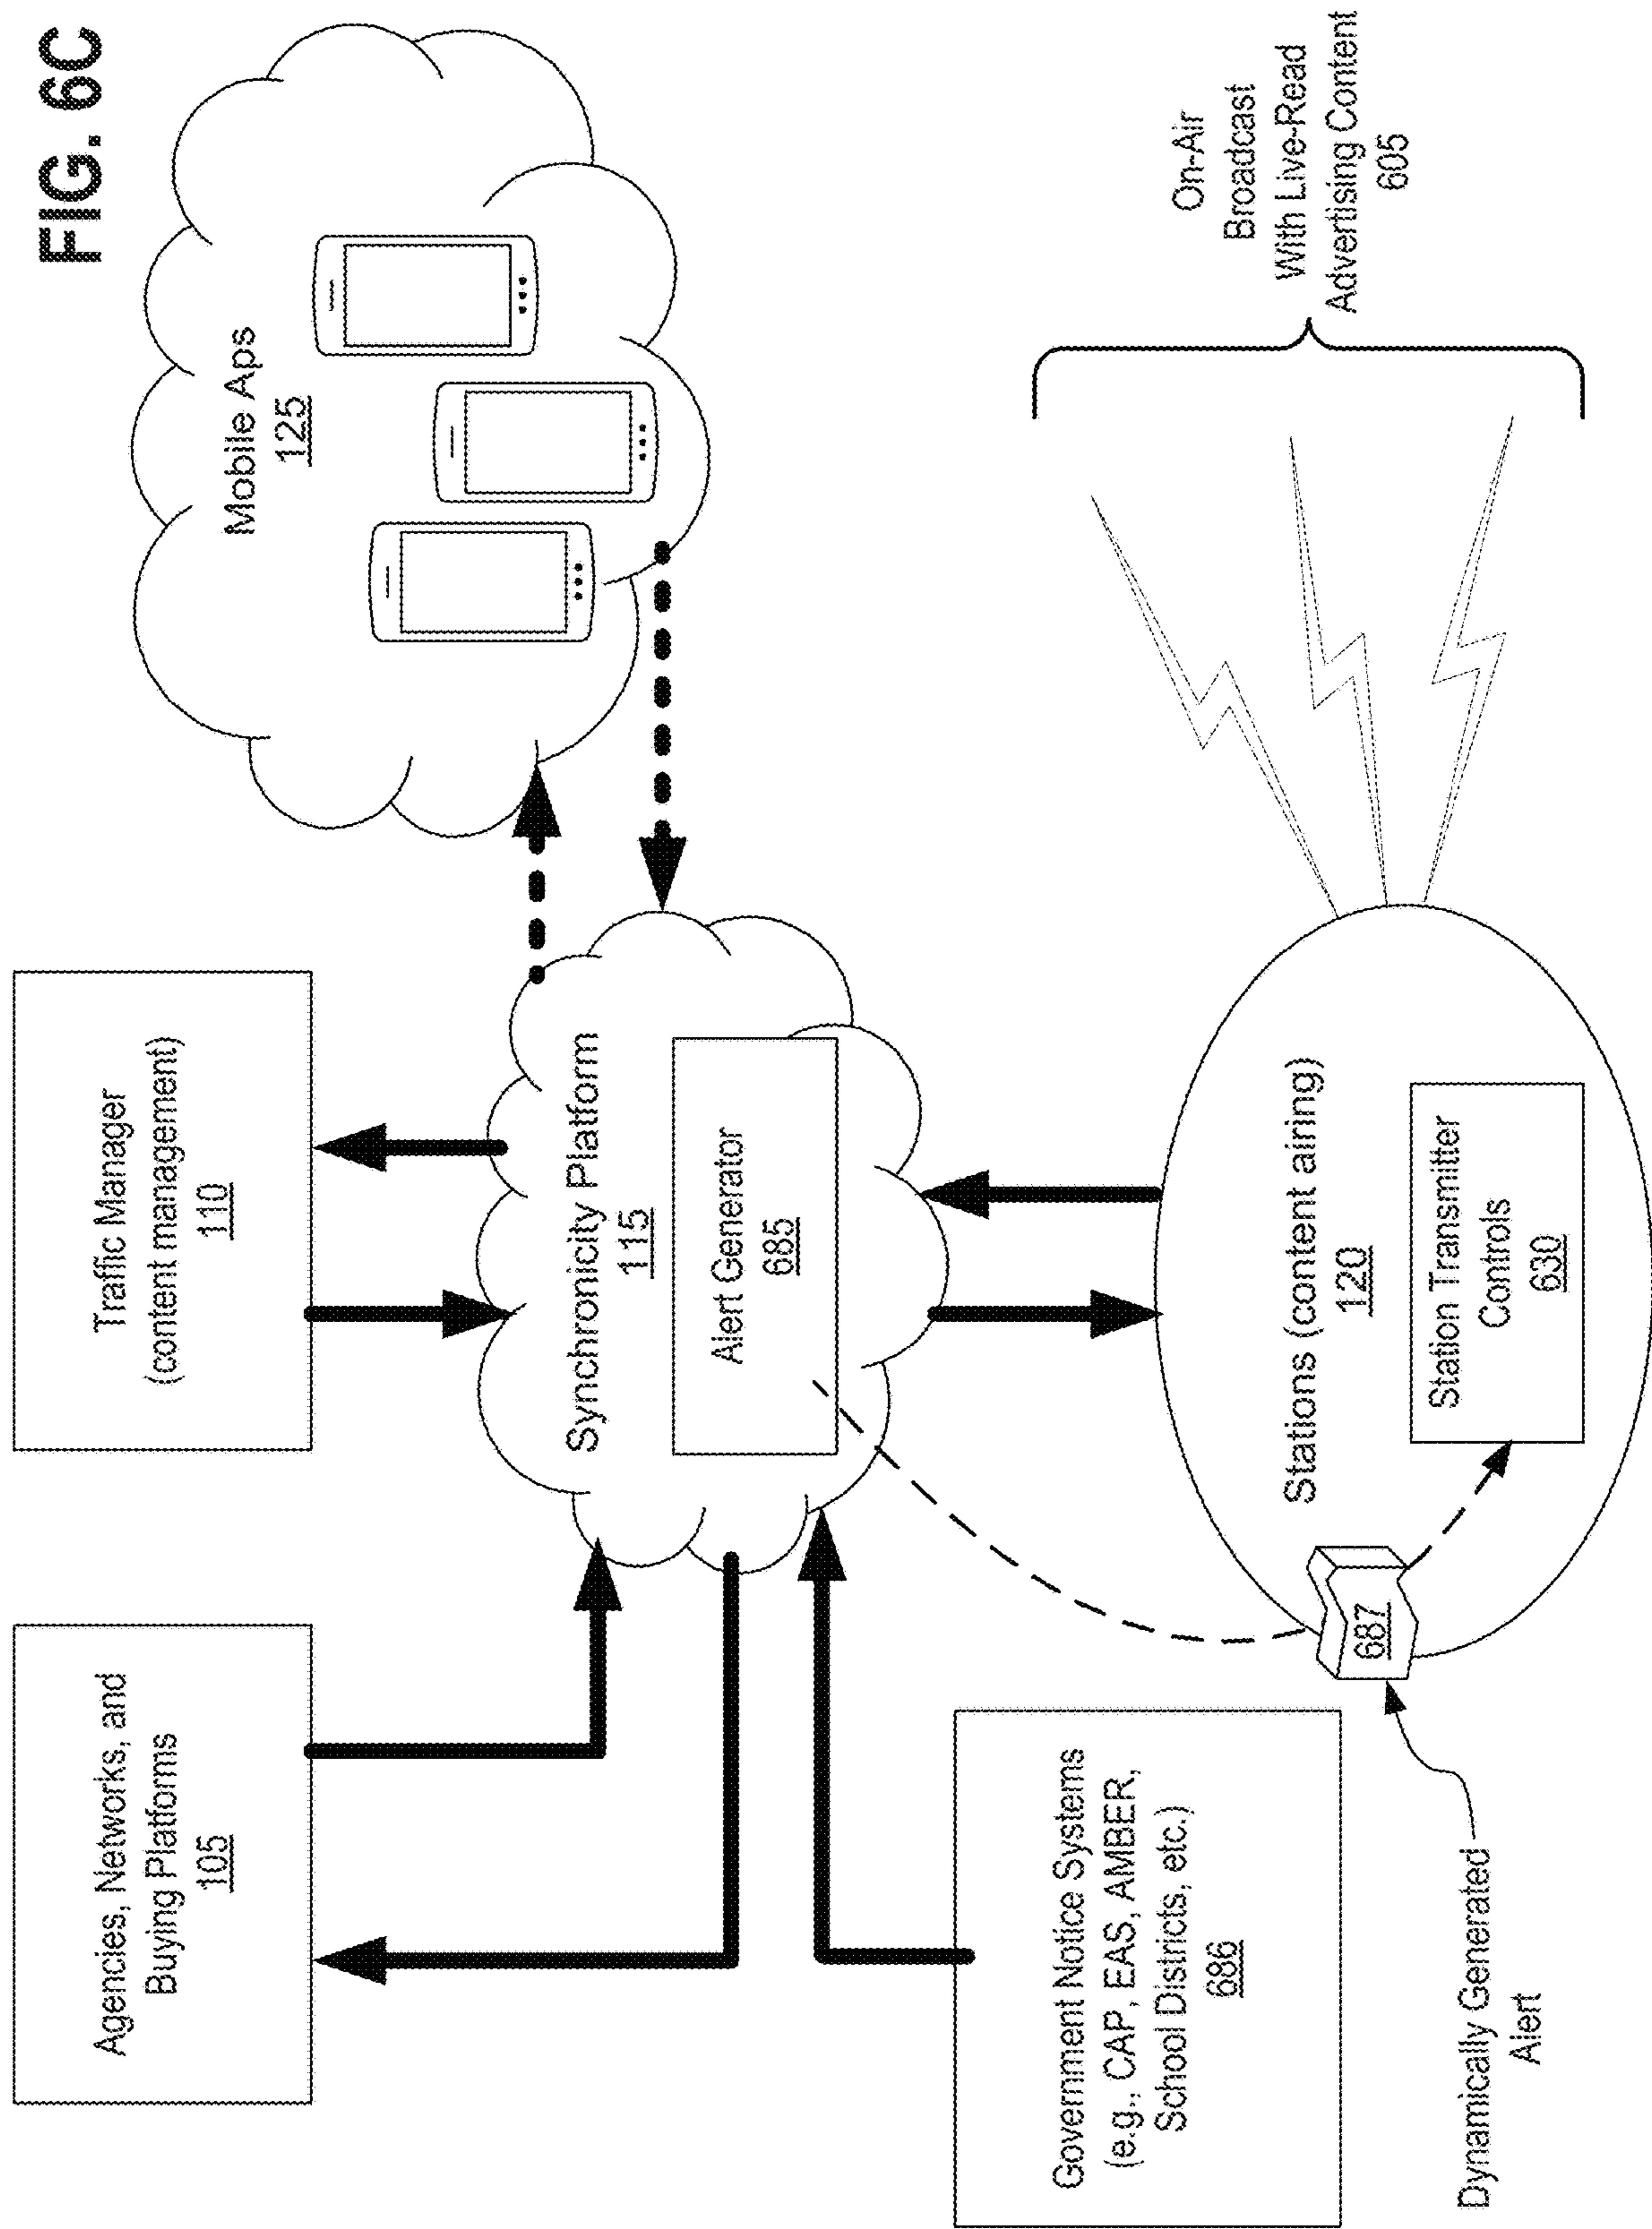 FIG. 6C
Agencies, Networks, and
Buying Platforms
105
Traffic Manager
(content management)
110
Mobile Aps
125
Synchronicity Platform
115
Alert Generator
685
Government Notice Systems
(e.g., CAP, EAS, AMBER,
School Districts, etc.)
686
Stations (content airing)
120
Station Transmitter
Controls
630
687
Dynamically Generated
Alert
On-Air
Broadcast
With Live-Read
Advertising Content
605